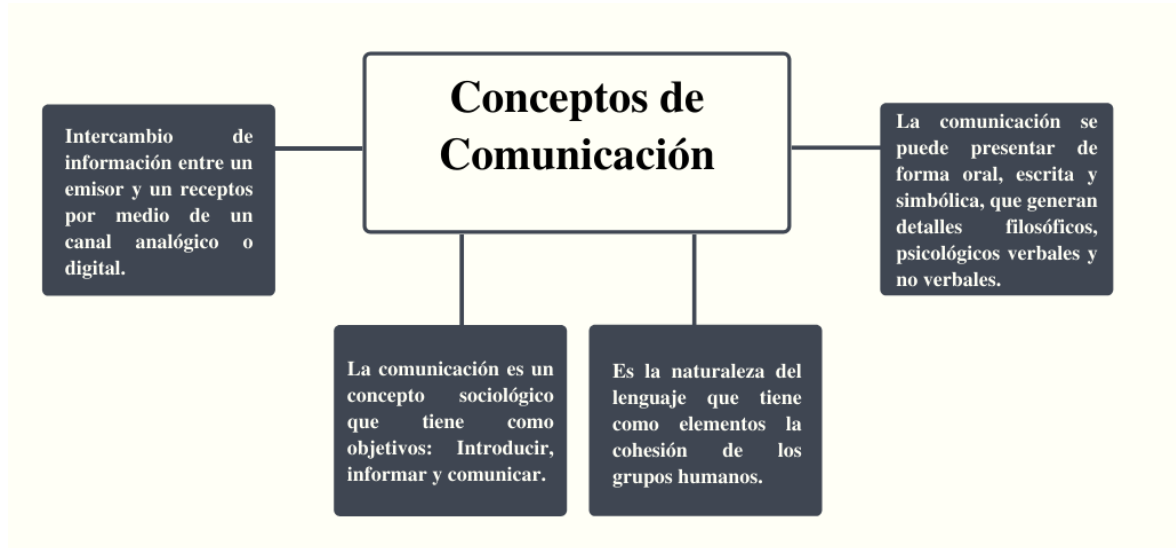 Conceptos de
Comunicación
Intercambio de
información entre un
emisor y un receptos
por medio de un
canal analógico o
digital.
La comunicación se
puede presentar de
forma oral, escrita y
simbólica, que generan
detalles filosóficos,
psicológicos verbales y
no verbales.
La comunicación es un
concepto sociológico
que tiene como
objetivos: Introducir,
informar y comunicar.
Es la naturaleza del
lenguaje que tiene
como elementos la
cohesión de los
grupos humanos.